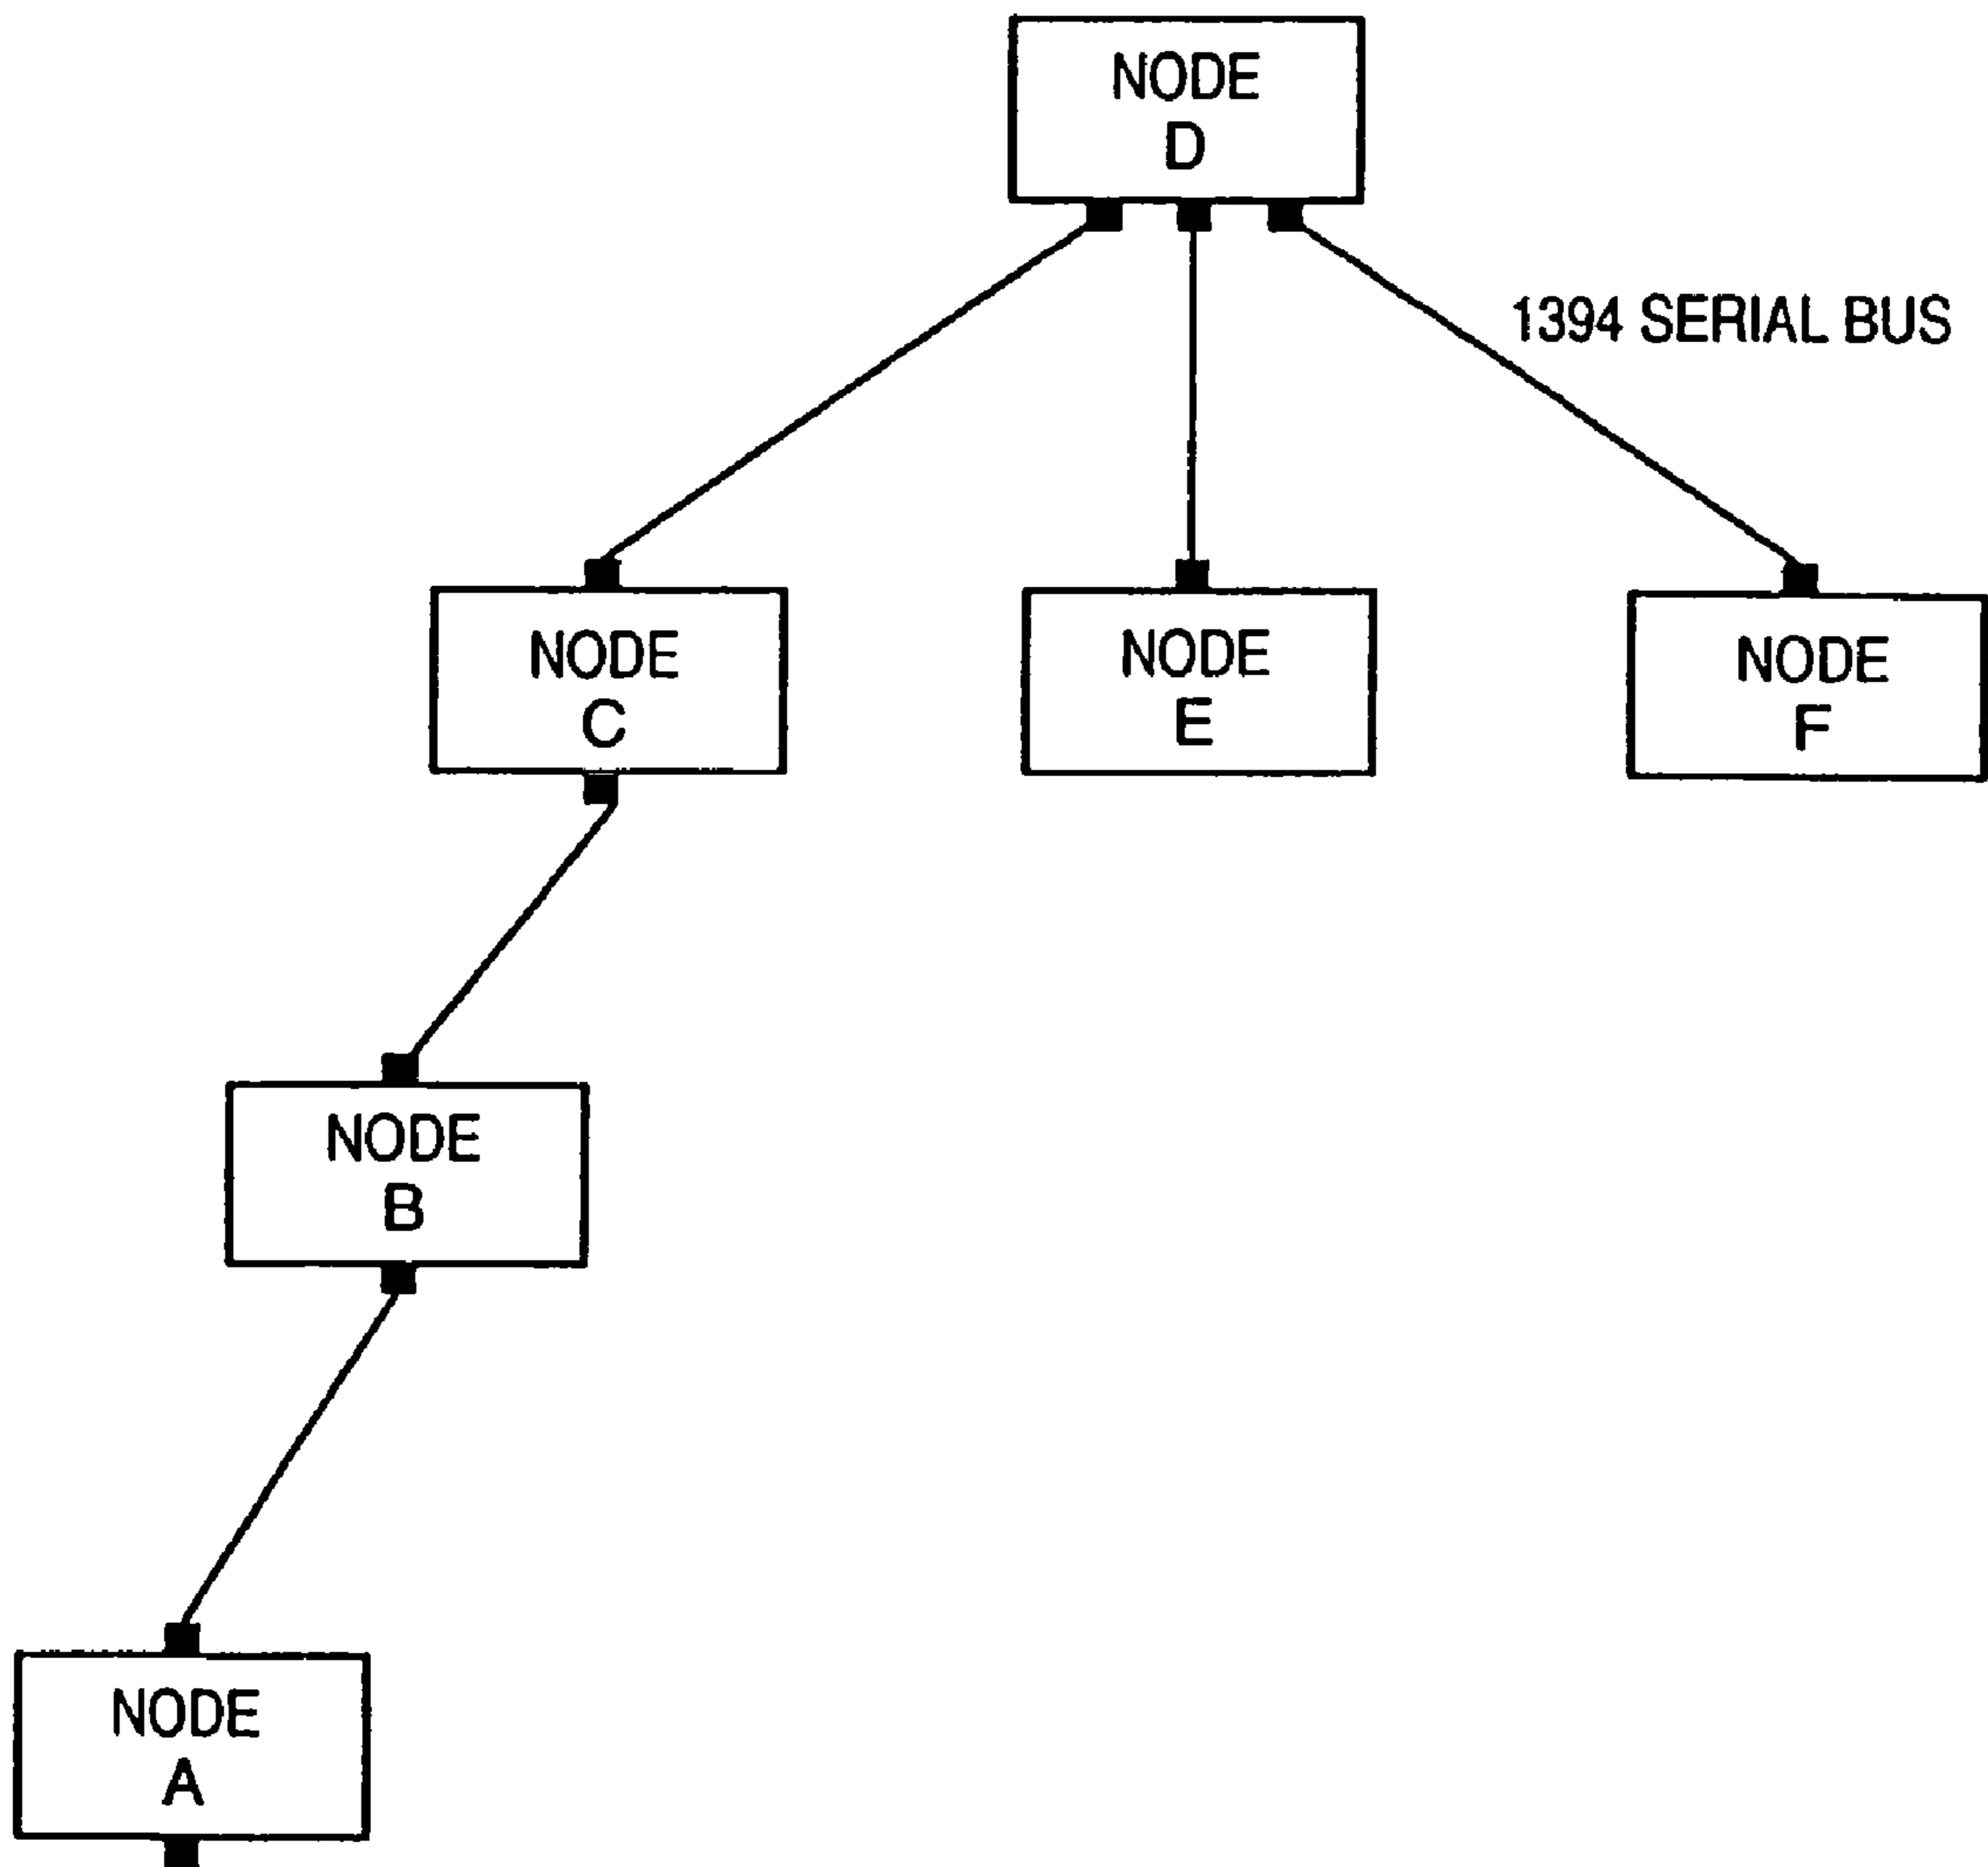 NODE
D
1394 SERIAL BUS
NODE
C
NODE
E
NODE
F
NODE
B
NODE
A